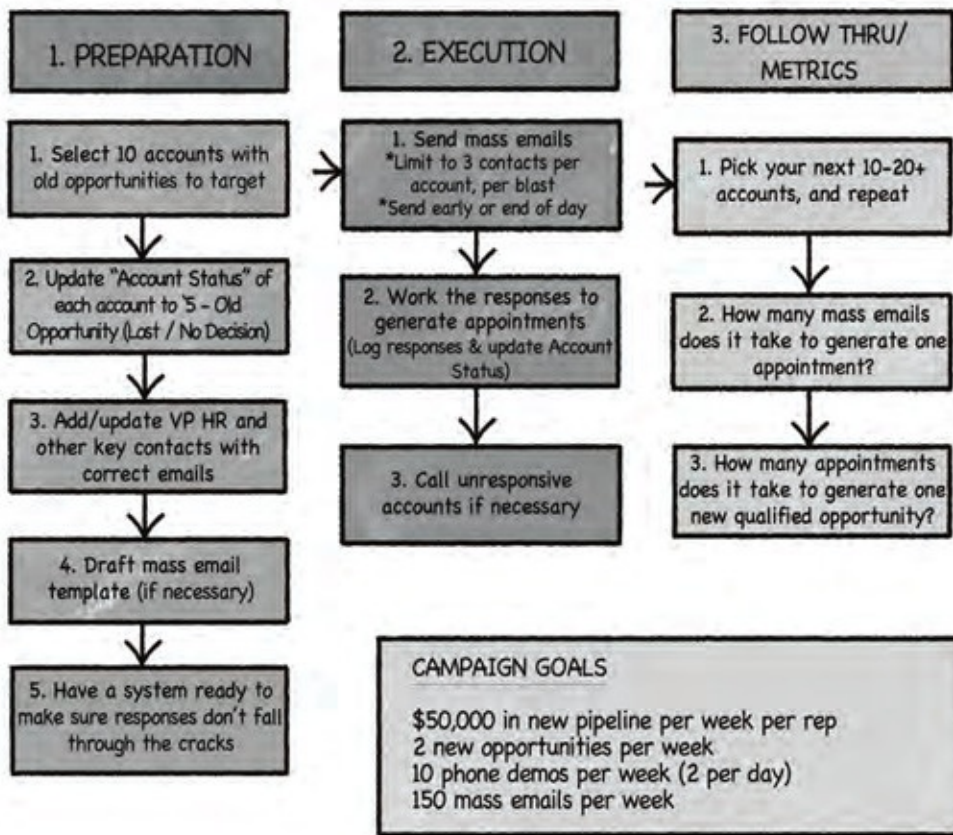 1. PREPARATION
1. Select 10 accounts with
old opportunities to target
2. Update "Account Status" of
each account to '5 - Old
Opportunity (Lost / No Decision)
3. Add/update VP HR and
other key contacts with
correct emails
4. Draft mass email
template (if necessary)
5. Have a system ready to
make sure responses don't fall
through the cracks
2. EXECUTION
1. Send mass emails
*Limit to 3 contacts per
account, per blast
*Send early or end of day
2. Work the responses to
generate appointments
(Log responses & update Account
Status)
3. Call unresponsive
accounts if necessary
3. FOLLOW THRU/
METRICS
1. Pick your next 10-20+
accounts, and repeat
2. How many mass emails
does it take to generate one
appointment?
3. How many appointments
does it take to generate one
new qualified opportunity?
CAMPAIGN GOALS
$50,000 in new pipeline per week per rep
2 new opportunities per week
10 phone demos per week (2 per day)
150 mass emails per week